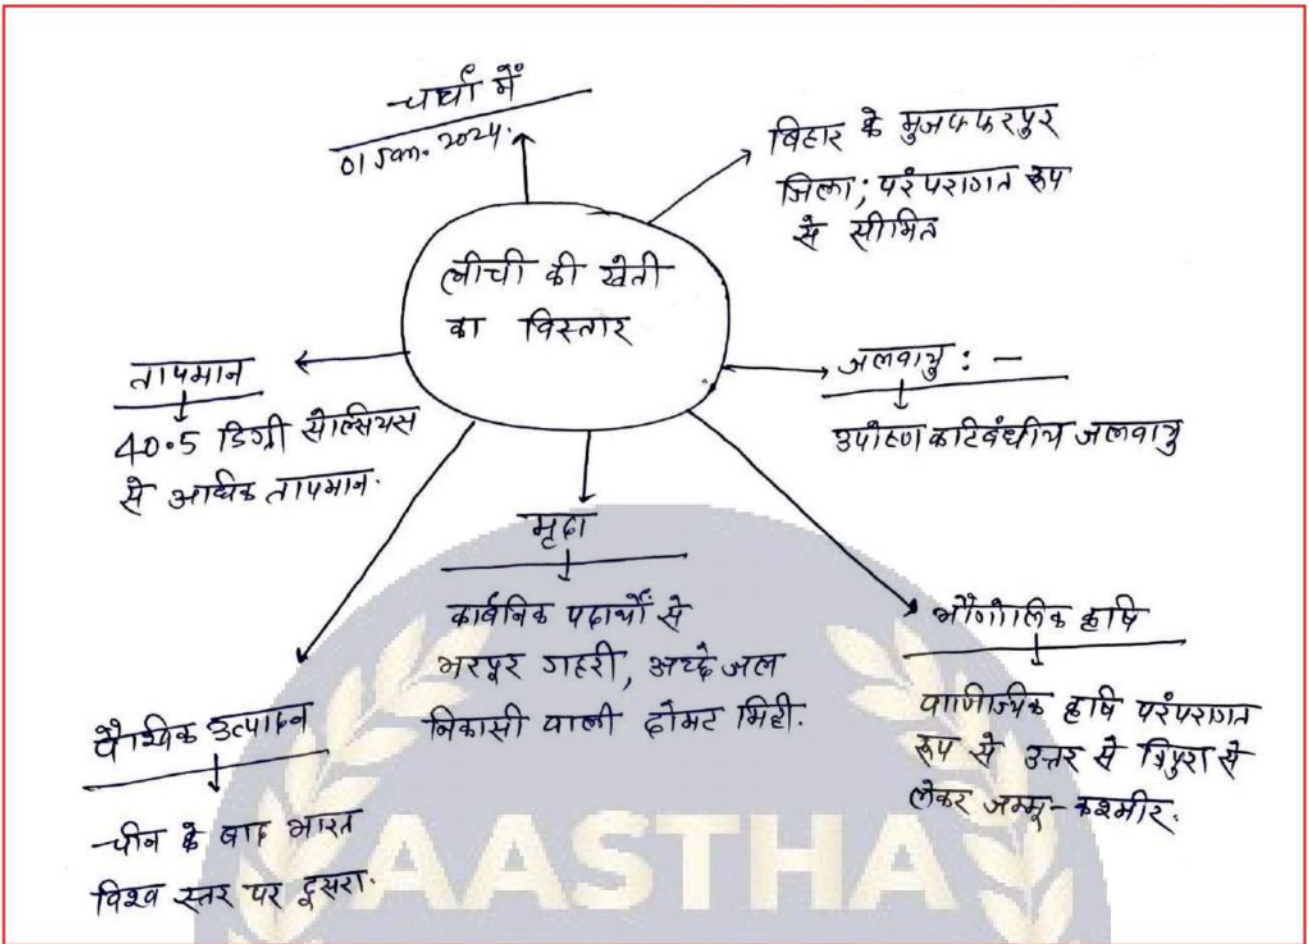 चर्चा में
01 Jan. 2024.
बिहार के मुजफ्फरपुर
जिला; परंपरागत रूप
से सीमित
लीची की खेती
का विस्तार
तापमान
40.5 डिग्री सेल्सियस
से अधिक तापमान.
जलवायु : —
उपोष्ण कटिबंधीय जलवायु
मृदा
कार्बनिक पदार्थों से
भरपूर गहरी, अच्छे जल
निकासी वाली दोमट मिट्टी.
भौगोलिक कृषि
वाणिज्यिक कृषि परंपरागत
रूप से उत्तर से त्रिपुरा से
लेकर जम्मू - कश्मीर.
वैश्विक उत्पादन
चीन के बाद भारत
विश्व स्तर पर दूसरा.
AASTHA